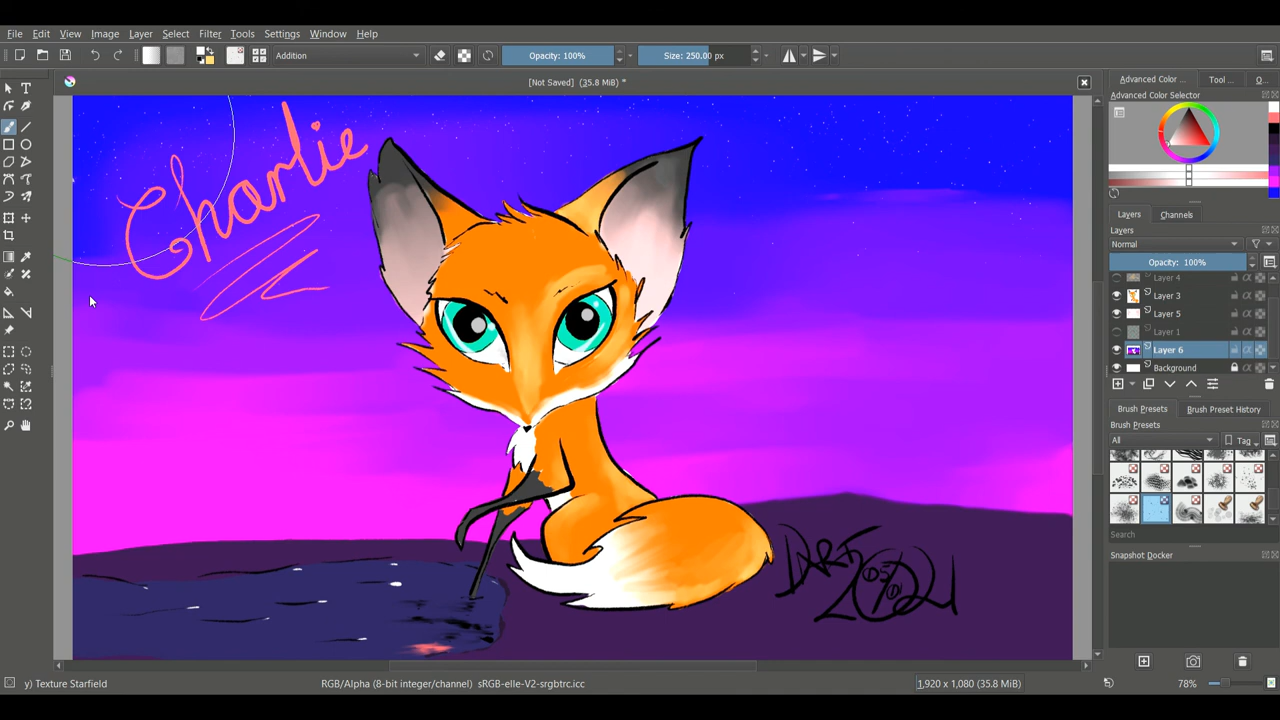 File Edit View Image Layer Select Filter Tools Settings Window Help
Addition
Opacity: 100%
Size: 250.00 px
[Not Saved] (35.8 MiB) *
Charlie
Advanced Color ...
Tool ...
O...
Advanced Color Selector
Layers Channels
Layers
Normal
Opacity: 100%
Layer 4
Layer 3
Layer 5
Layer 1
Layer 6
Background
Brush Presets Brush Preset History
Brush Presets
All
Tag
Search
Snapshot Docker
y) Texture Starfield
RGB/Alpha (8-bit integer/channel) sRGB-elle-V2-srgbtrc.icc
1,920 x 1,080 (35.8 MiB)
78%